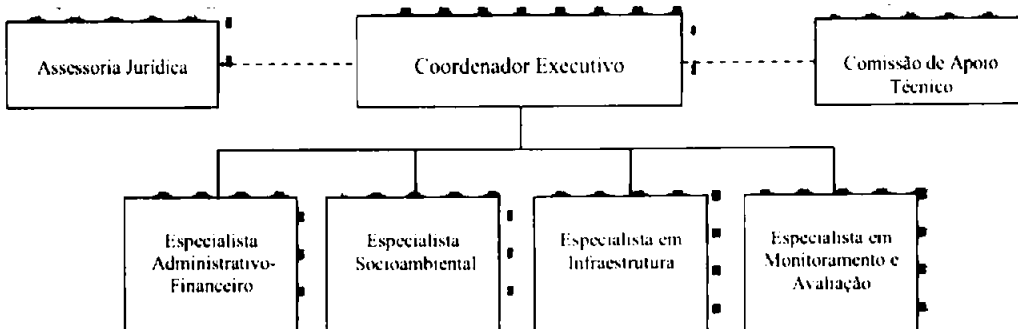 Assessoria Jurídica
Coordenador Executivo
Comissão de Apoio
Técnico
Especialista
Administrativo-
Financeiro
Especialista
Socioambiental
Especialista em
Infraestrutura
Especialista em
Monitoramento e
Avaliação